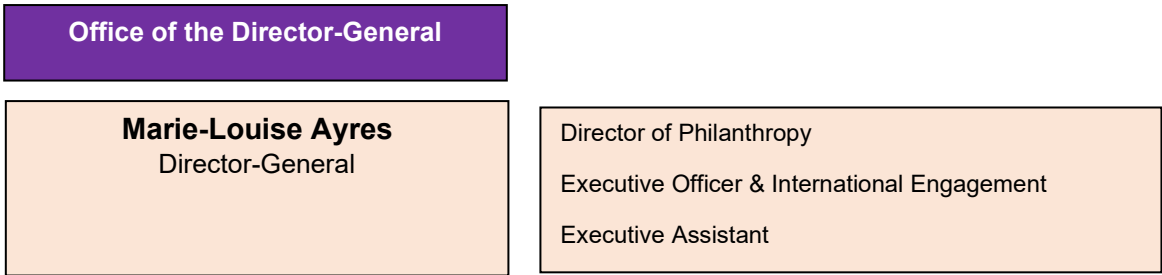 Office of the Director-General
Marie-Louise Ayres
Director-General
Director of Philanthropy
Executive Officer & International Engagement
Executive Assistant